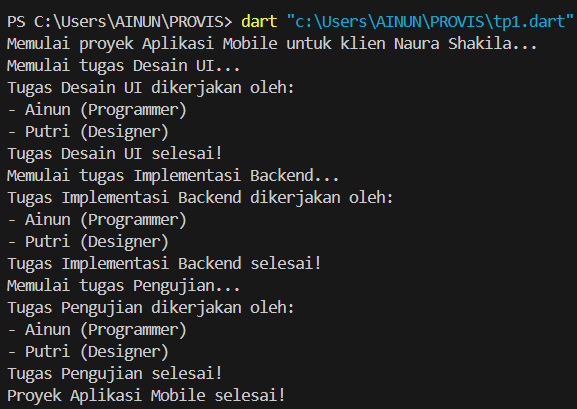 PS C:\Users\AINUN\PROVIS> dart "c:\Users\AINUN\PROVIS\tp1.dart"
Memulai proyek Aplikasi Mobile untuk klien Naura Shakila...
Memulai tugas Desain UI...
Tugas Desain UI dikerjakan oleh:
- Ainun (Programmer)
- Putri (Designer)
Tugas Desain UI selesai!
Memulai tugas Implementasi Backend...
Tugas Implementasi Backend dikerjakan oleh:
- Ainun (Programmer)
- Putri (Designer)
Tugas Implementasi Backend selesai!
Memulai tugas Pengujian...
Tugas Pengujian dikerjakan oleh:
- Ainun (Programmer)
- Putri (Designer)
Tugas Pengujian selesai!
Proyek Aplikasi Mobile selesai!